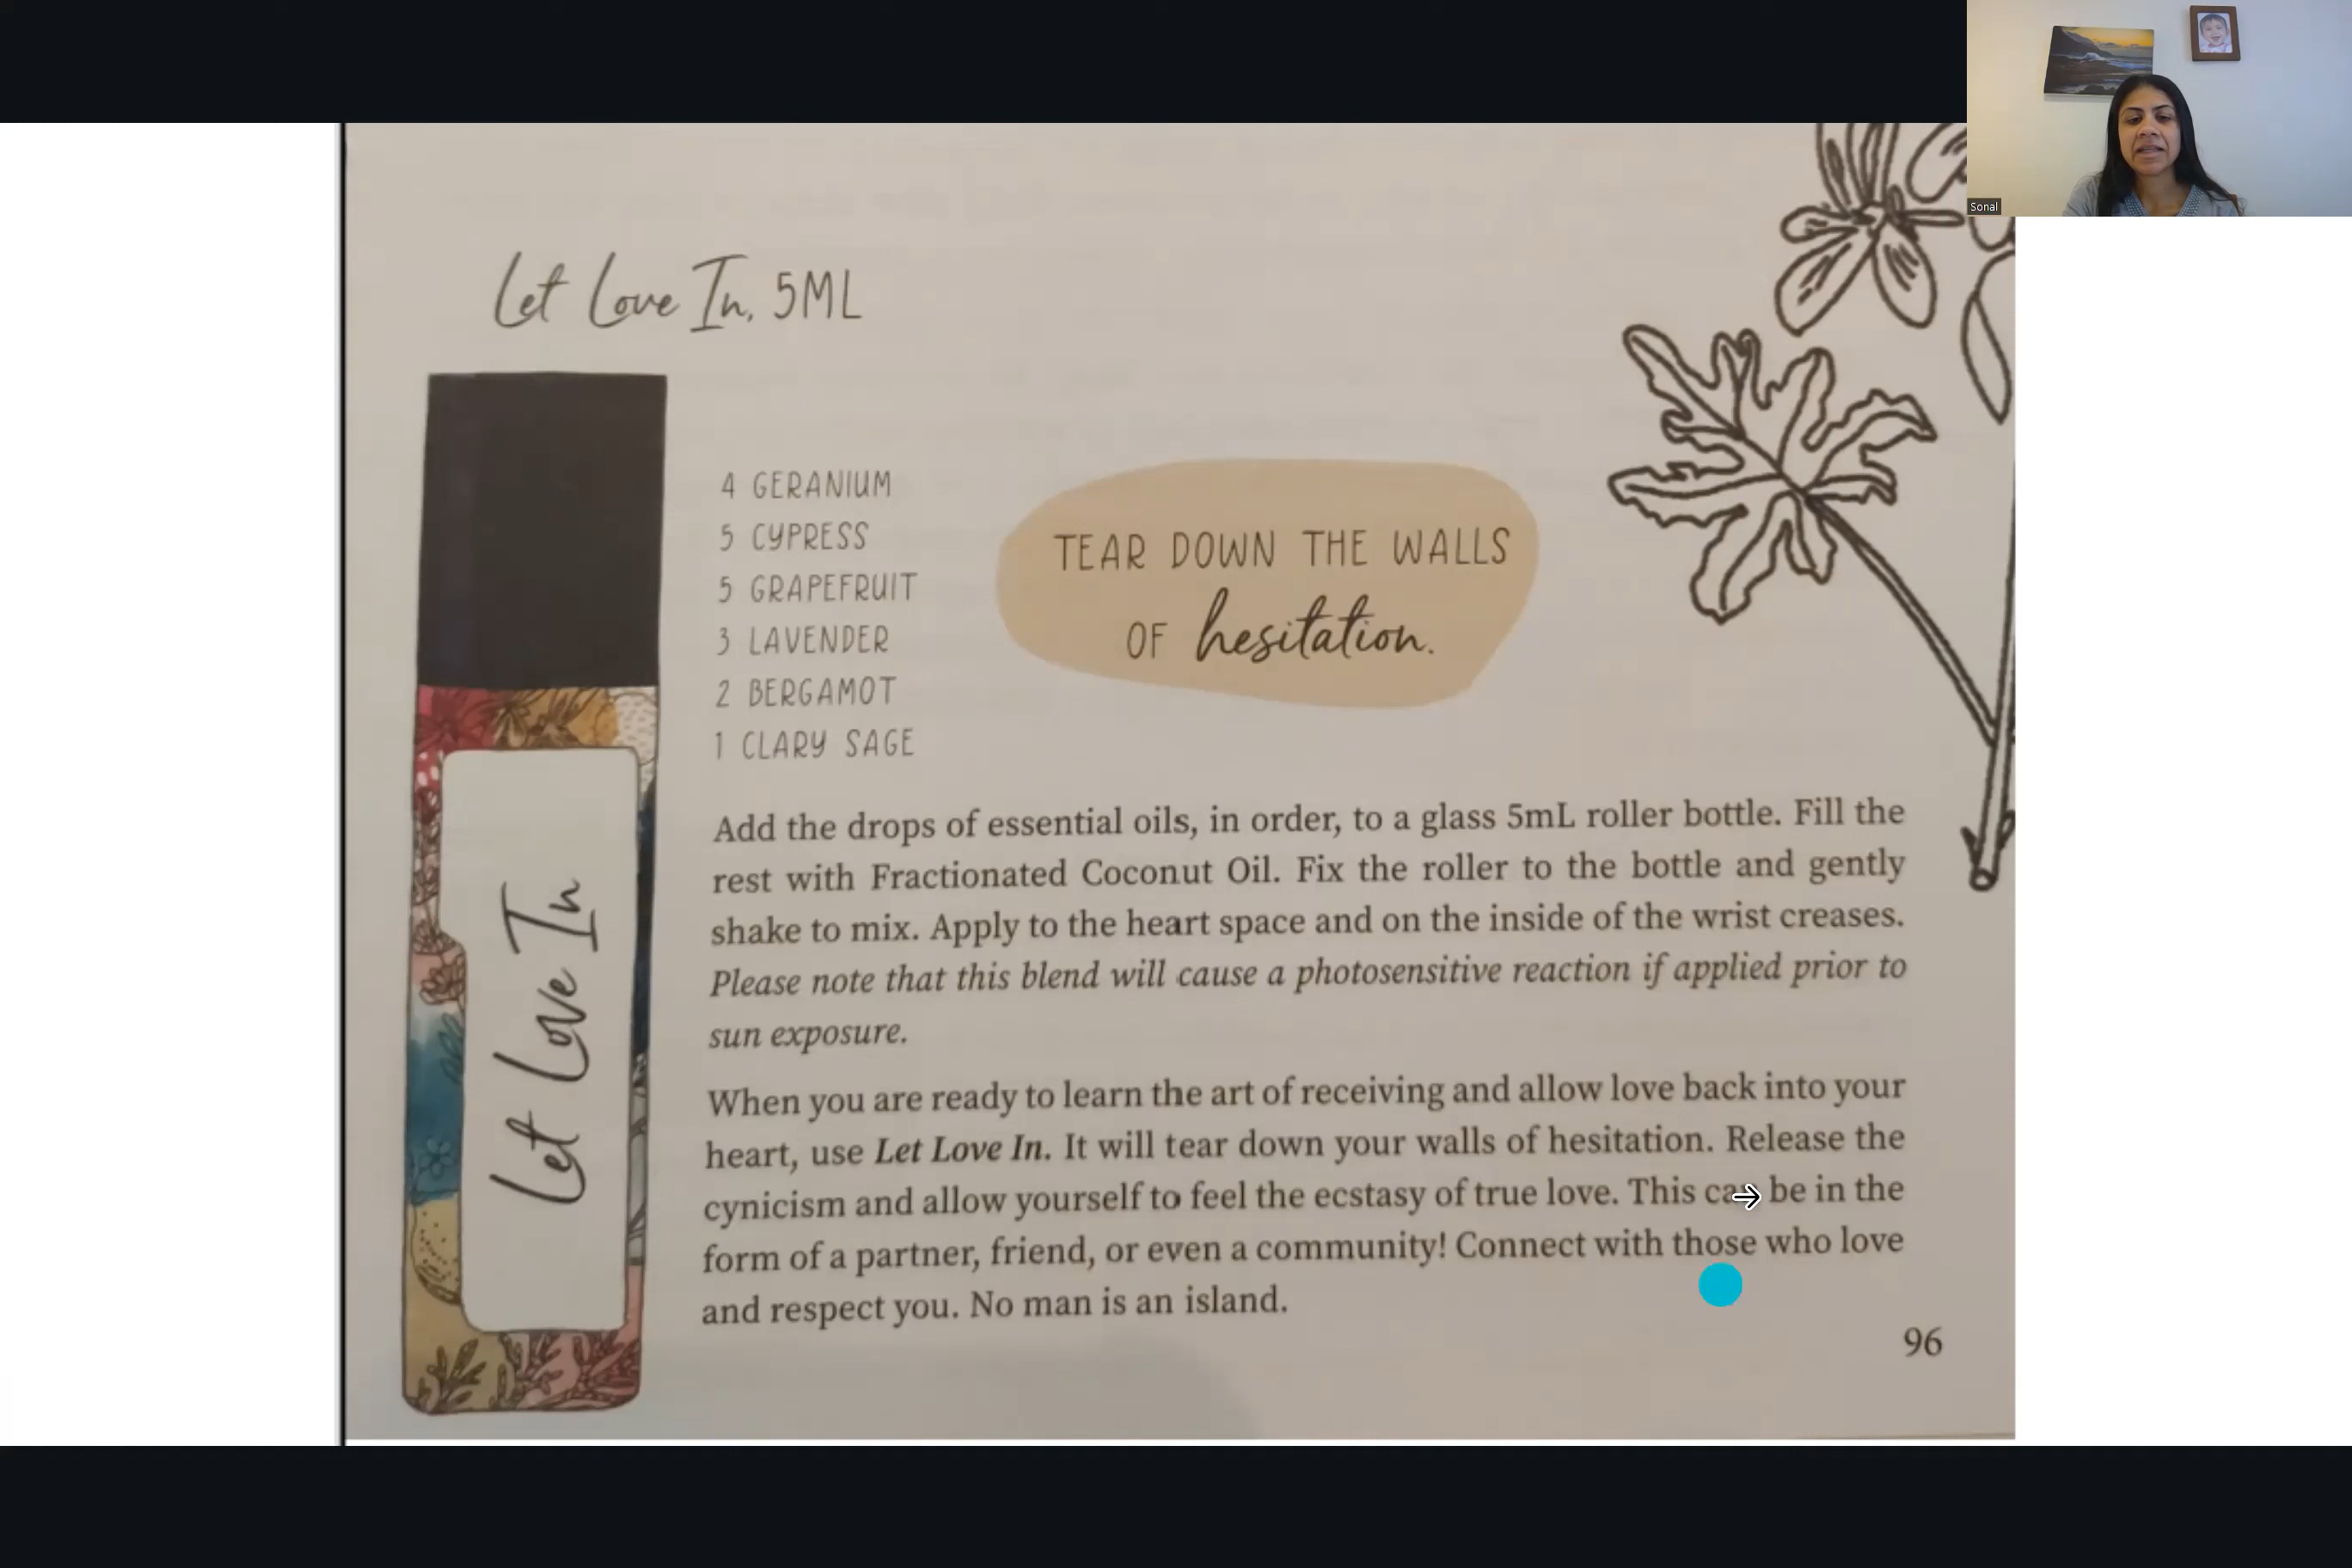 Sonal
Let Love In, 5ML
4 GERANIUM
5 CYPRESS
5 GRAPEFRUIT
3 LAVENDER
2 BERGAMOT
1 CLARY SAGE
TEAR DOWN THE WALLS
OF hesitation.
Let Love In
Add the drops of essential oils, in order, to a glass 5mL roller bottle. Fill the
rest with Fractionated Coconut Oil. Fix the roller to the bottle and gently
shake to mix. Apply to the heart space and on the inside of the wrist creases.
Please note that this blend will cause a photosensitive reaction if applied prior to
sun exposure.
When you are ready to learn the art of receiving and allow love back into your
heart, use Let Love In. It will tear down your walls of hesitation. Release the
cynicism and allow yourself to feel the ecstasy of true love. This can be in the
form of a partner, friend, or even a community! Connect with those who love
and respect you. No man is an island.
96